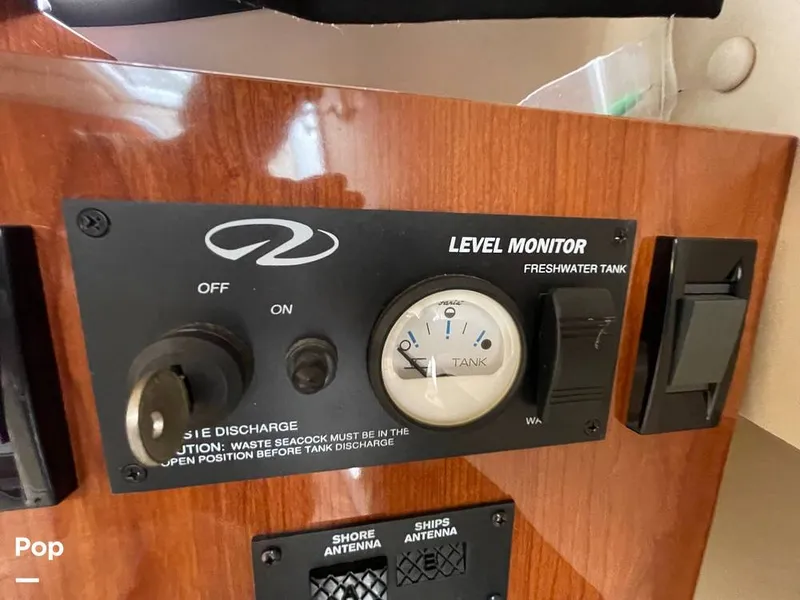 LEVEL MONITOR
FRESHWATER TANK
OFF
ON
TANK
STE DISCHARGE
UTION: WASTE SEACOCK MUST BE IN THE
OPEN POSITION BEFORE TANK DISCHARGE
WA
SHORE
ANTENNA
SHIPS
ANTENNA
A
B
Pop